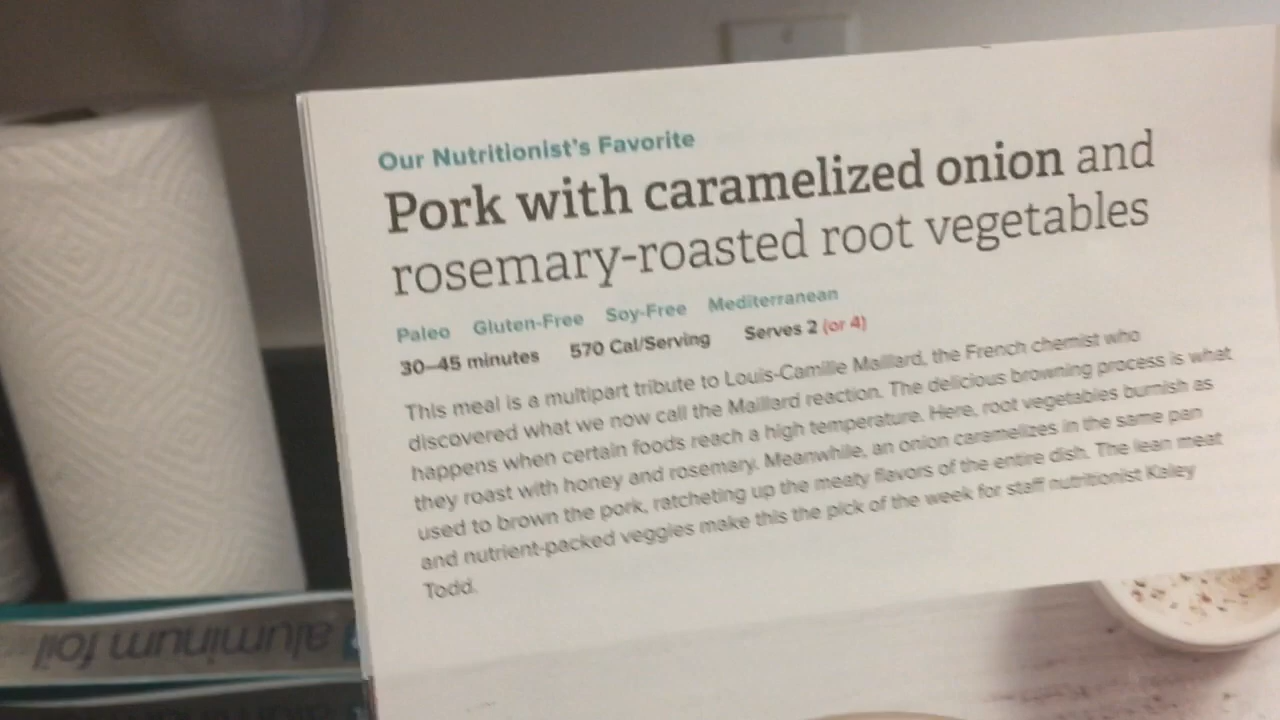 Our Nutritionist's Favorite
Pork with caramelized onion and
rosemary-roasted root vegetables
Paleo Gluten-Free Soy-Free Mediterranean
30–45 minutes 570 Cal/Serving Serves 2 (or 4)
This meal is a multipart tribute to Louis-Camille Maillard, the French chemist who
discovered what we now call the Maillard reaction. The delicious browning process is what
happens when certain foods reach a high temperature. Here, root vegetables burnish as
they roast with honey and rosemary. Meanwhile, an onion caramelizes in the same pan
used to brown the pork, ratcheting up the meaty flavors of the entire dish. The lean meat
and nutrient-packed veggies make this the pick of the week for staff nutritionist Kaley
Todd.
aluminum foil